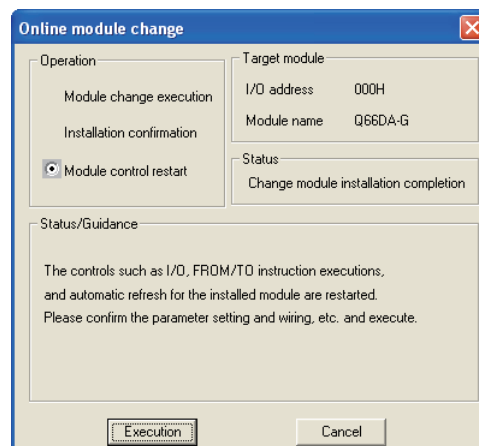 Online module change
Operation
Module change execution
Installation confirmation
Module control restart
Target module
I/O address 000H
Module name Q66DA-G
Status
Change module installation completion
Status/Guidance
The controls such as I/O, FROM/TO instruction executions,
and automatic refresh for the installed module are restarted.
Please confirm the parameter setting and wiring, etc. and execute.
Execution Cancel